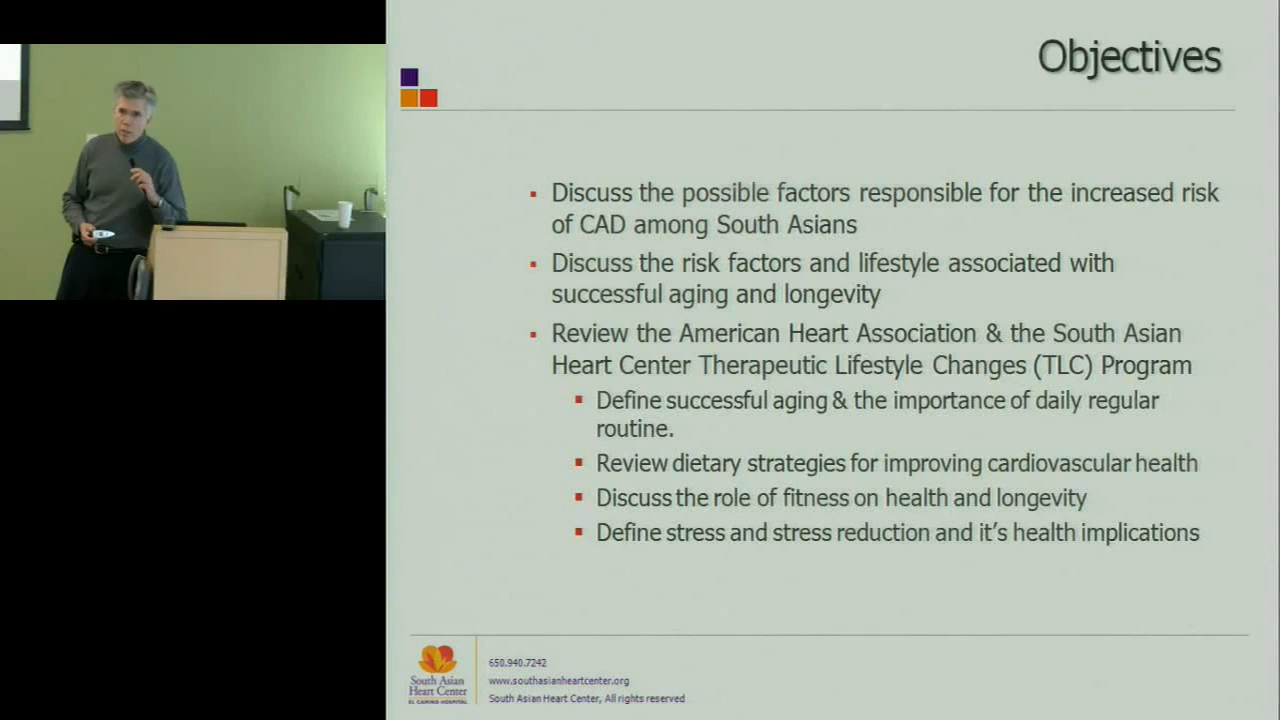 Objectives
Discuss the possible factors responsible for the increased risk
of CAD among South Asians
Discuss the risk factors and lifestyle associated with
successful aging and longevity
Review the American Heart Association & the South Asian
Heart Center Therapeutic Lifestyle Changes (TLC) Program
Define successful aging & the importance of daily regular
routine.
Review dietary strategies for improving cardiovascular health
Discuss the role of fitness on health and longevity
Define stress and stress reduction and it's health implications
South Asian
Heart Center
EL CAMINO HOSPITAL
650.940.7242
www.southasianheartcenter.org
South Asian Heart Center, All rights reserved